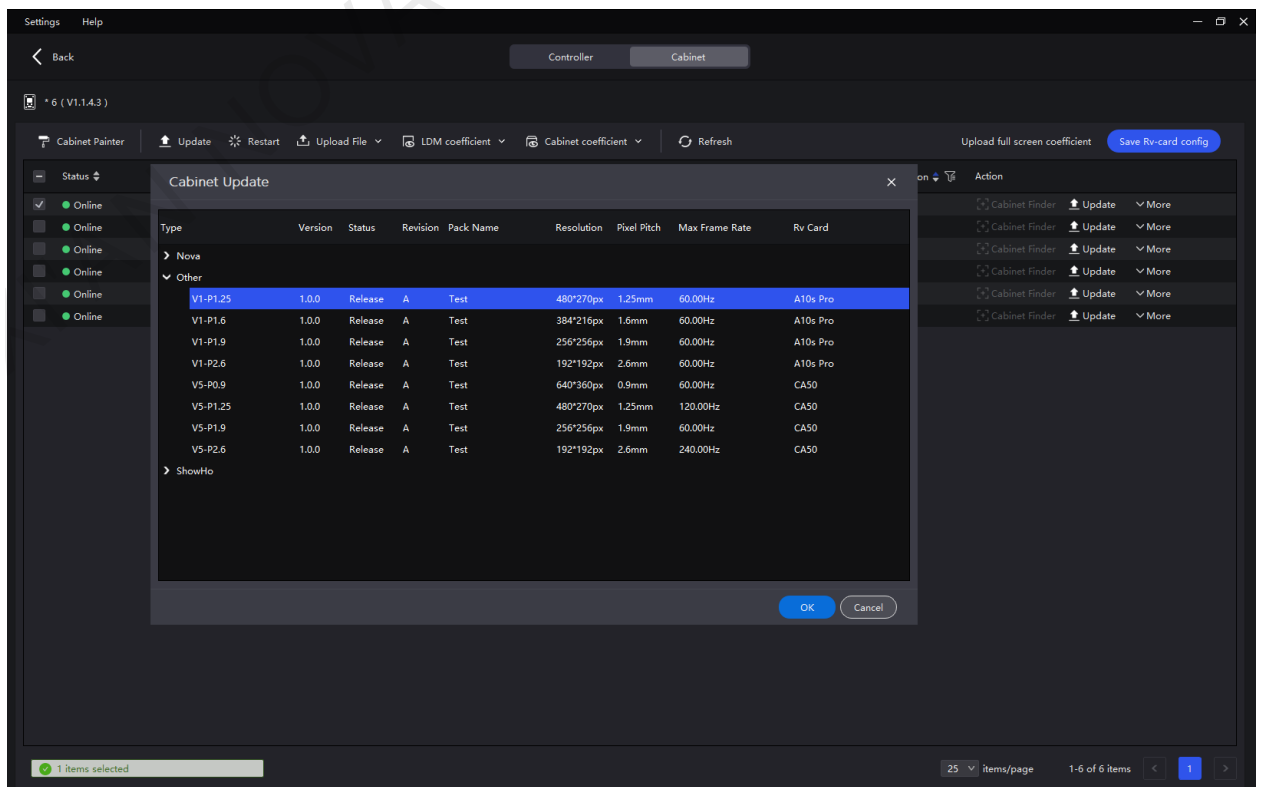 Settings Help
Back Controller Cabinet
* 6 ( V1.1.4.3 )
Cabinet Painter Update Restart Upload File LDM coefficient Cabinet coefficient Refresh Upload full screen coefficient Save Rv-card config
Status on Action
Cabinet Update
Online Cabinet Finder Update More
Online Cabinet Finder Update More
Online Cabinet Finder Update More
Online Cabinet Finder Update More
Online Cabinet Finder Update More
Online Cabinet Finder Update More
Type Version Status Revision Pack Name Resolution Pixel Pitch Max Frame Rate Rv Card
Nova
Other
V1-P1.25 1.0.0 Release A Test 480*270px 1.25mm 60.00Hz A10s Pro
V1-P1.6 1.0.0 Release A Test 384*216px 1.6mm 60.00Hz A10s Pro
V1-P1.9 1.0.0 Release A Test 256*256px 1.9mm 60.00Hz A10s Pro
V1-P2.6 1.0.0 Release A Test 192*192px 2.6mm 60.00Hz A10s Pro
V5-P0.9 1.0.0 Release A Test 640*360px 0.9mm 60.00Hz CA50
V5-P1.25 1.0.0 Release A Test 480*270px 1.25mm 120.00Hz CA50
V5-P1.9 1.0.0 Release A Test 256*256px 1.9mm 60.00Hz CA50
V5-P2.6 1.0.0 Release A Test 192*192px 2.6mm 240.00Hz CA50
ShowHo
OK Cancel
1 items selected 25 items/page 1-6 of 6 items 1